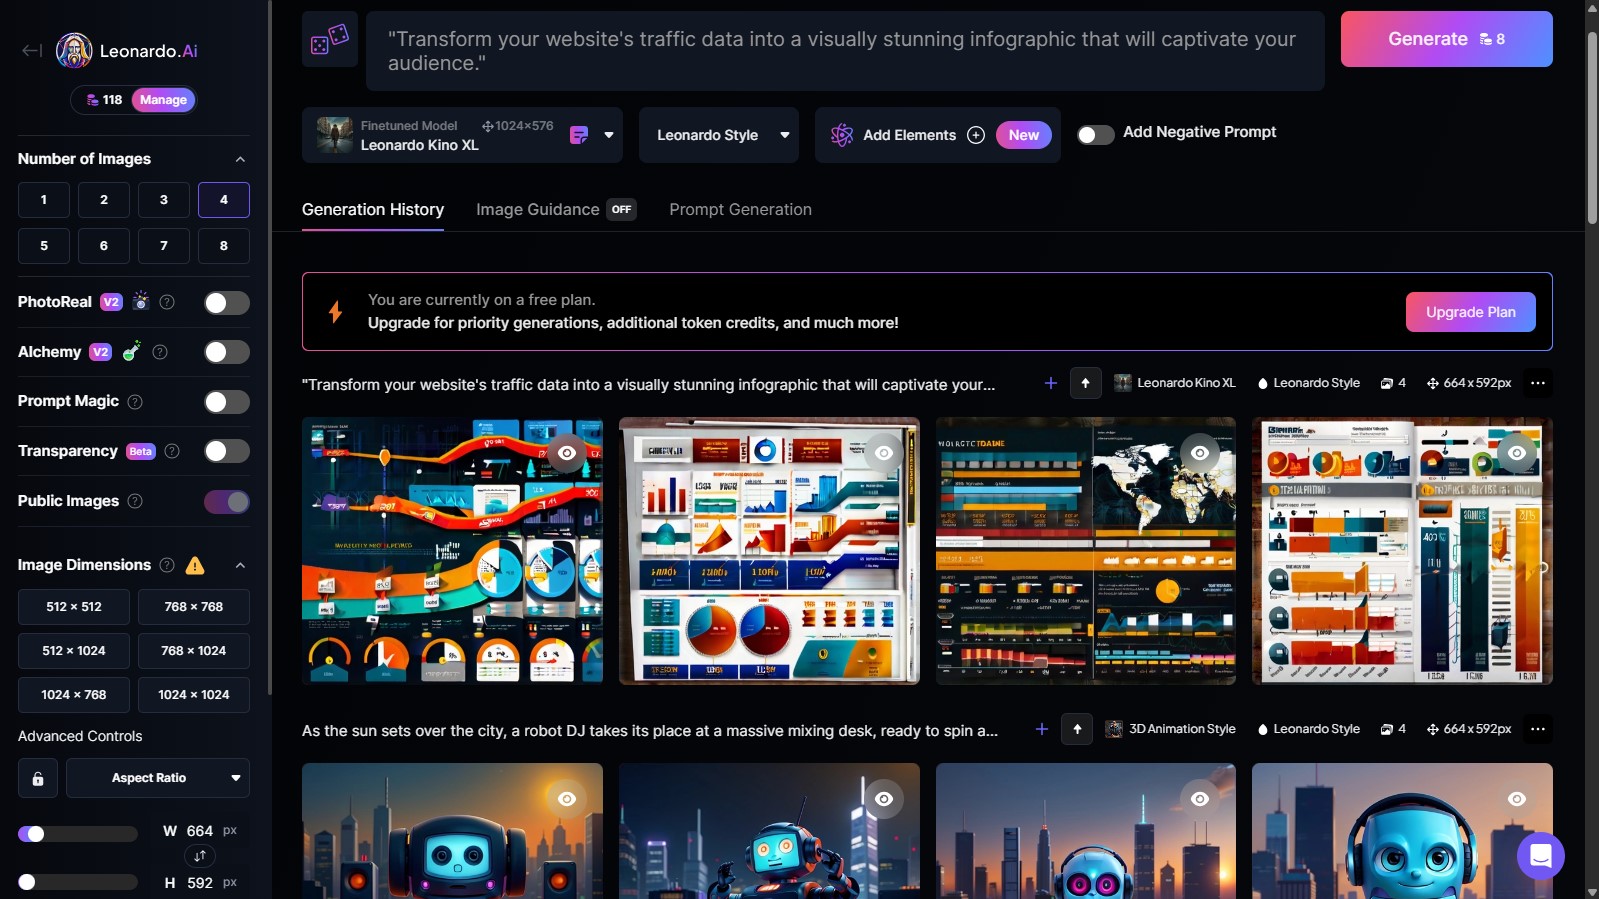 Leonardo.Ai
118 Manage
Number of Images
1 2 3 4
5 6 7 8
PhotoReal V2 ?
Alchemy V2 ?
Prompt Magic ?
Transparency Beta ?
Public Images ?
Image Dimensions ?
512 × 512 768 × 768
512 × 1024 768 × 1024
1024 × 768 1024 × 1024
Advanced Controls
Aspect Ratio
W 664 px
H 592 px
"Transform your website's traffic data into a visually stunning infographic that will captivate your
audience."
Generate 8
Finetuned Model 1024×576
Leonardo Kino XL
Leonardo Style
Add Elements New
Add Negative Prompt
Generation History Image Guidance OFF Prompt Generation
You are currently on a free plan.
Upgrade for priority generations, additional token credits, and much more!
Upgrade Plan
"Transform your website's traffic data into a visually stunning infographic that will captivate your...
Leonardo Kino XL Leonardo Style 4 664 x 592px
As the sun sets over the city, a robot DJ takes its place at a massive mixing desk, ready to spin a...
3D Animation Style Leonardo Style 4 664 x 592px